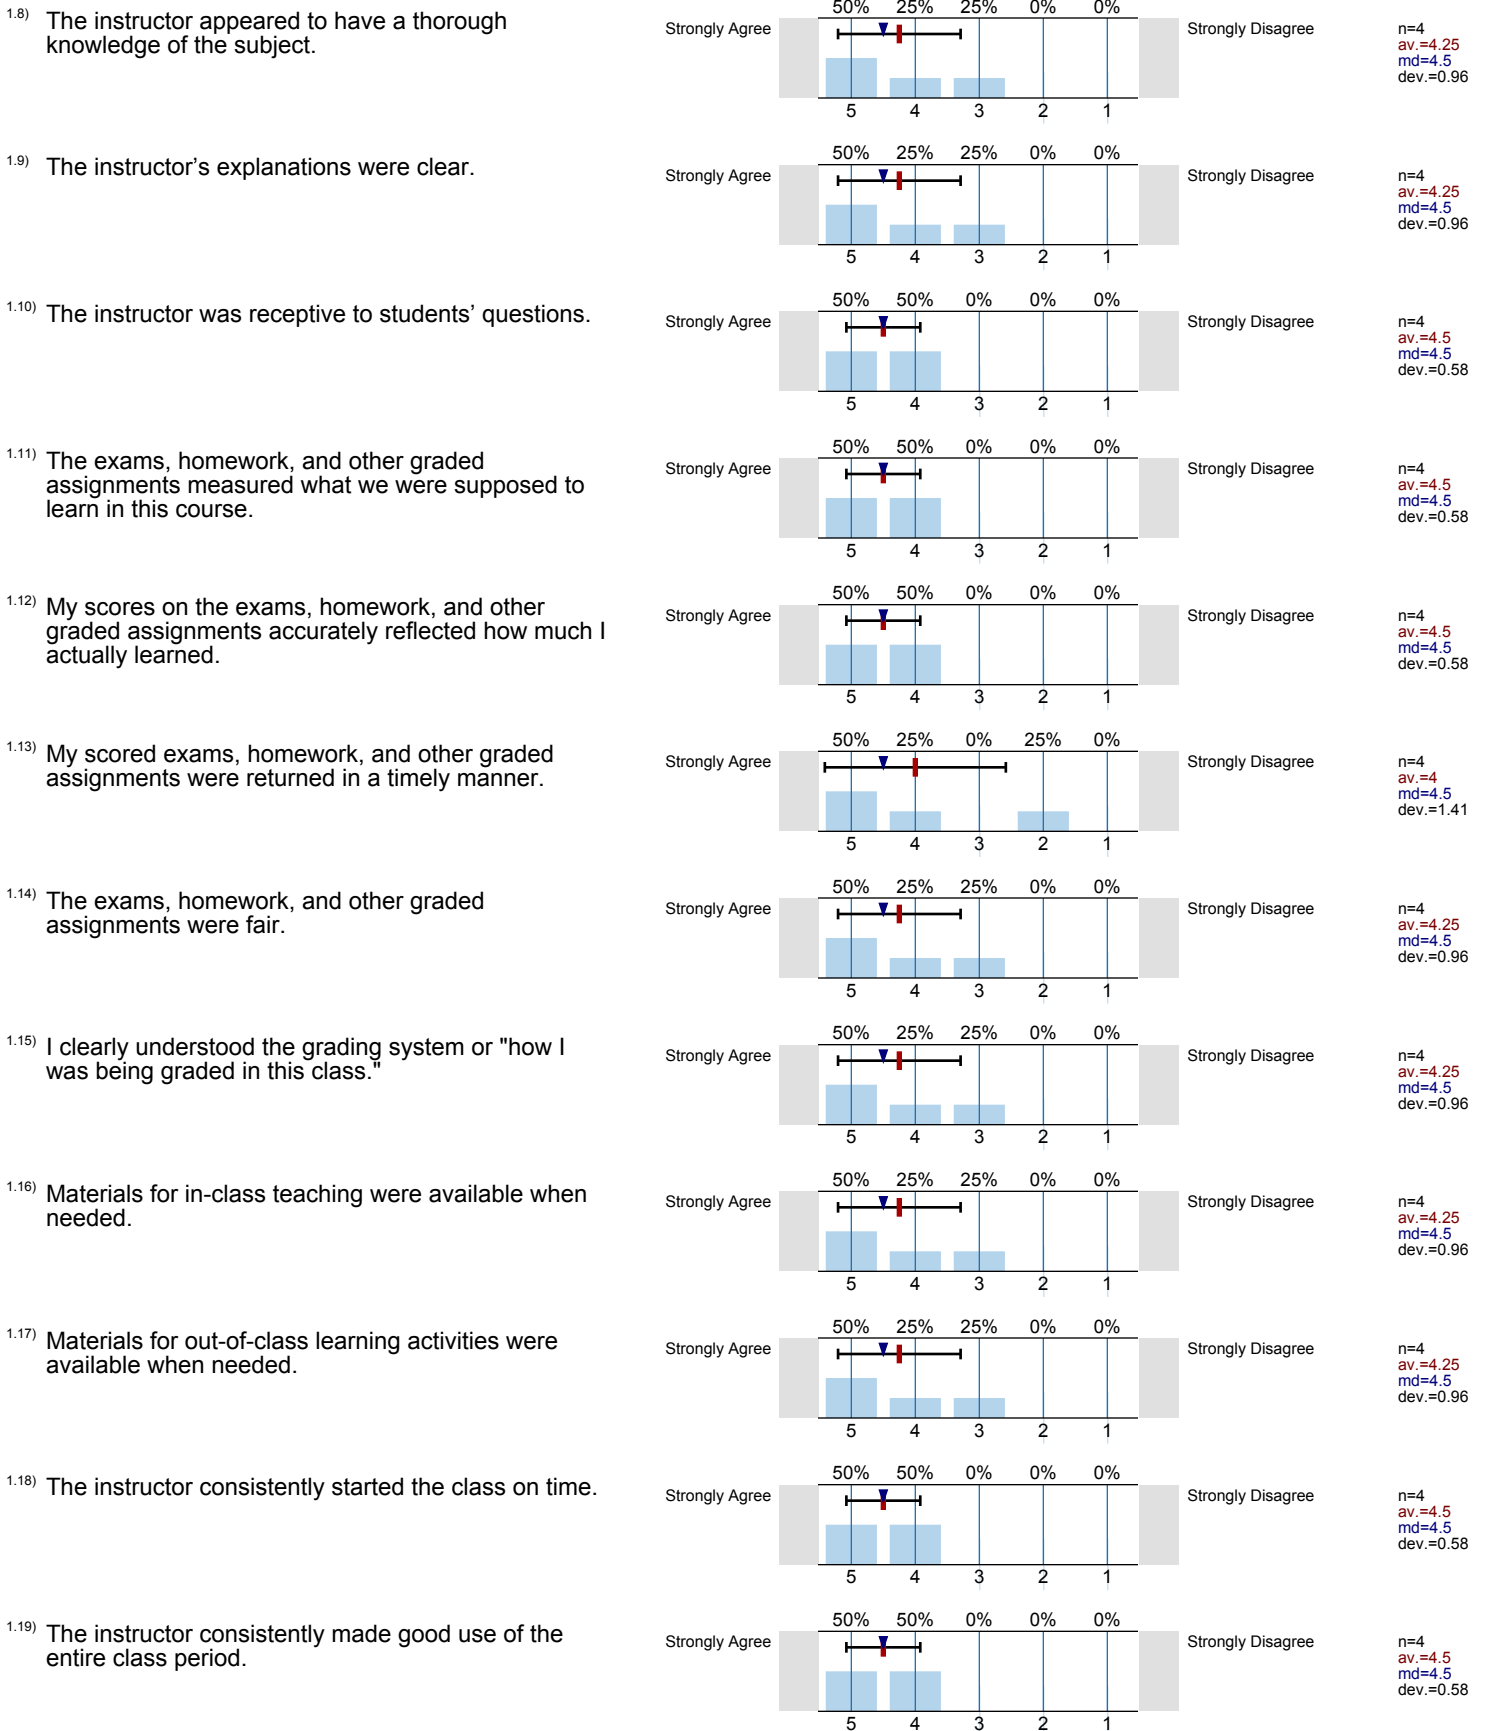 1.8) The instructor appeared to have a thorough
knowledge of the subject.
50% 25% 25% 0% 0%
Strongly Agree Strongly Disagree
5 4 3 2 1
n=4
av.=4.25
md=4.5
dev.=0.96
1.9) The instructor’s explanations were clear.
50% 25% 25% 0% 0%
Strongly Agree Strongly Disagree
5 4 3 2 1
n=4
av.=4.25
md=4.5
dev.=0.96
1.10) The instructor was receptive to students’ questions.
50% 50% 0% 0% 0%
Strongly Agree Strongly Disagree
5 4 3 2 1
n=4
av.=4.5
md=4.5
dev.=0.58
1.11) The exams, homework, and other graded
assignments measured what we were supposed to
learn in this course.
50% 50% 0% 0% 0%
Strongly Agree Strongly Disagree
5 4 3 2 1
n=4
av.=4.5
md=4.5
dev.=0.58
1.12) My scores on the exams, homework, and other
graded assignments accurately reflected how much I
actually learned.
50% 50% 0% 0% 0%
Strongly Agree Strongly Disagree
5 4 3 2 1
n=4
av.=4.5
md=4.5
dev.=0.58
1.13) My scored exams, homework, and other graded
assignments were returned in a timely manner.
50% 25% 0% 25% 0%
Strongly Agree Strongly Disagree
5 4 3 2 1
n=4
av.=4
md=4.5
dev.=1.41
1.14) The exams, homework, and other graded
assignments were fair.
50% 25% 25% 0% 0%
Strongly Agree Strongly Disagree
5 4 3 2 1
n=4
av.=4.25
md=4.5
dev.=0.96
1.15) I clearly understood the grading system or "how I
was being graded in this class."
50% 25% 25% 0% 0%
Strongly Agree Strongly Disagree
5 4 3 2 1
n=4
av.=4.25
md=4.5
dev.=0.96
1.16) Materials for in-class teaching were available when
needed.
50% 25% 25% 0% 0%
Strongly Agree Strongly Disagree
5 4 3 2 1
n=4
av.=4.25
md=4.5
dev.=0.96
1.17) Materials for out-of-class learning activities were
available when needed.
50% 25% 25% 0% 0%
Strongly Agree Strongly Disagree
5 4 3 2 1
n=4
av.=4.25
md=4.5
dev.=0.96
1.18) The instructor consistently started the class on time.
50% 50% 0% 0% 0%
Strongly Agree Strongly Disagree
5 4 3 2 1
n=4
av.=4.5
md=4.5
dev.=0.58
1.19) The instructor consistently made good use of the
entire class period.
50% 50% 0% 0% 0%
Strongly Agree Strongly Disagree
5 4 3 2 1
n=4
av.=4.5
md=4.5
dev.=0.58